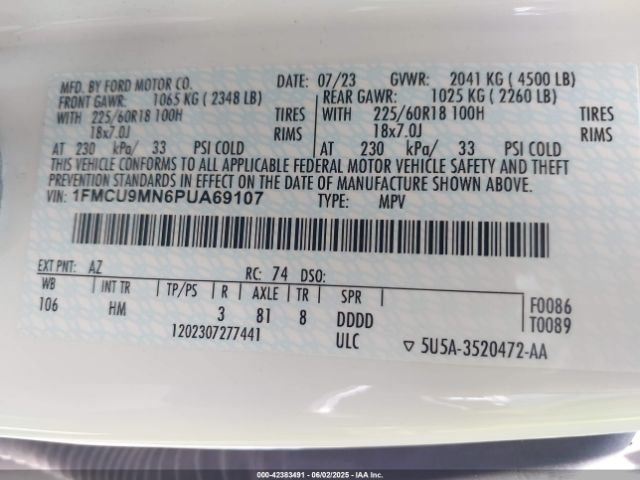 MFD. BY FORD MOTOR CO. DATE: 07/23 GVWR: 2041 KG ( 4500 LB)
FRONT GAWR: 1065 KG ( 2348 LB) REAR GAWR: 1025 KG ( 2260 LB)
WITH 225/60R18 100H TIRES WITH 225/60R18 100H TIRES
18x7.0J RIMS 18x7.0J RIMS
AT 230 kPa/ 33 PSI COLD AT 230 kPa/ 33 PSI COLD
THIS VEHICLE CONFORMS TO ALL APPLICABLE FEDERAL MOTOR VEHICLE SAFETY AND THEFT
PREVENTION STANDARDS IN EFFECT ON THE DATE OF MANUFACTURE SHOWN ABOVE.
VIN: 1FMCU9MN6PUA69107 TYPE: MPV
EXT PNT: AZ RC: 74 DSO:
WB INT TR TP/PS R AXLE TR SPR F0086
106 HM 3 81 8 DDDD T0089
1202307277441 ULC ▽ 5U5A-3520472-AA
00-42383491 - 06/02/2025 - IAAI.COM